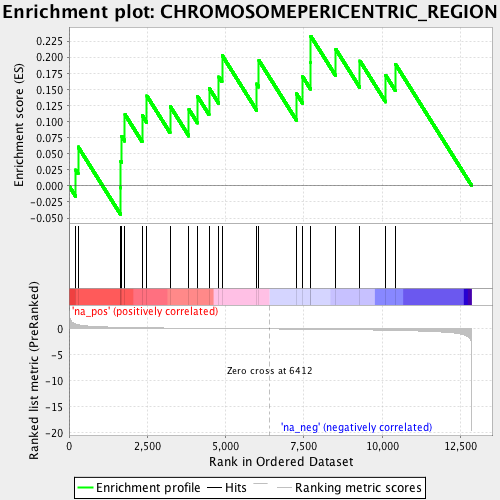 Enrichment plot: CHROMOSOMEPERICENTRIC_REGION
Enrichment score (ES)
0.225
0.200
0.175
0.150
0.125
0.100
0.075
0.050
0.025
0.000
-0.025
-0.050
'na_pos' (positively correlated)
Ranked list metric (PreRanked)
0
-5
-10
-15
-20
Zero cross at 6412
'na_neg' (negatively correlated)
0
2,500
5,000
7,500
10,000
12,500
Rank in Ordered Dataset
Enrichment profile
Hits
Ranking metric scores